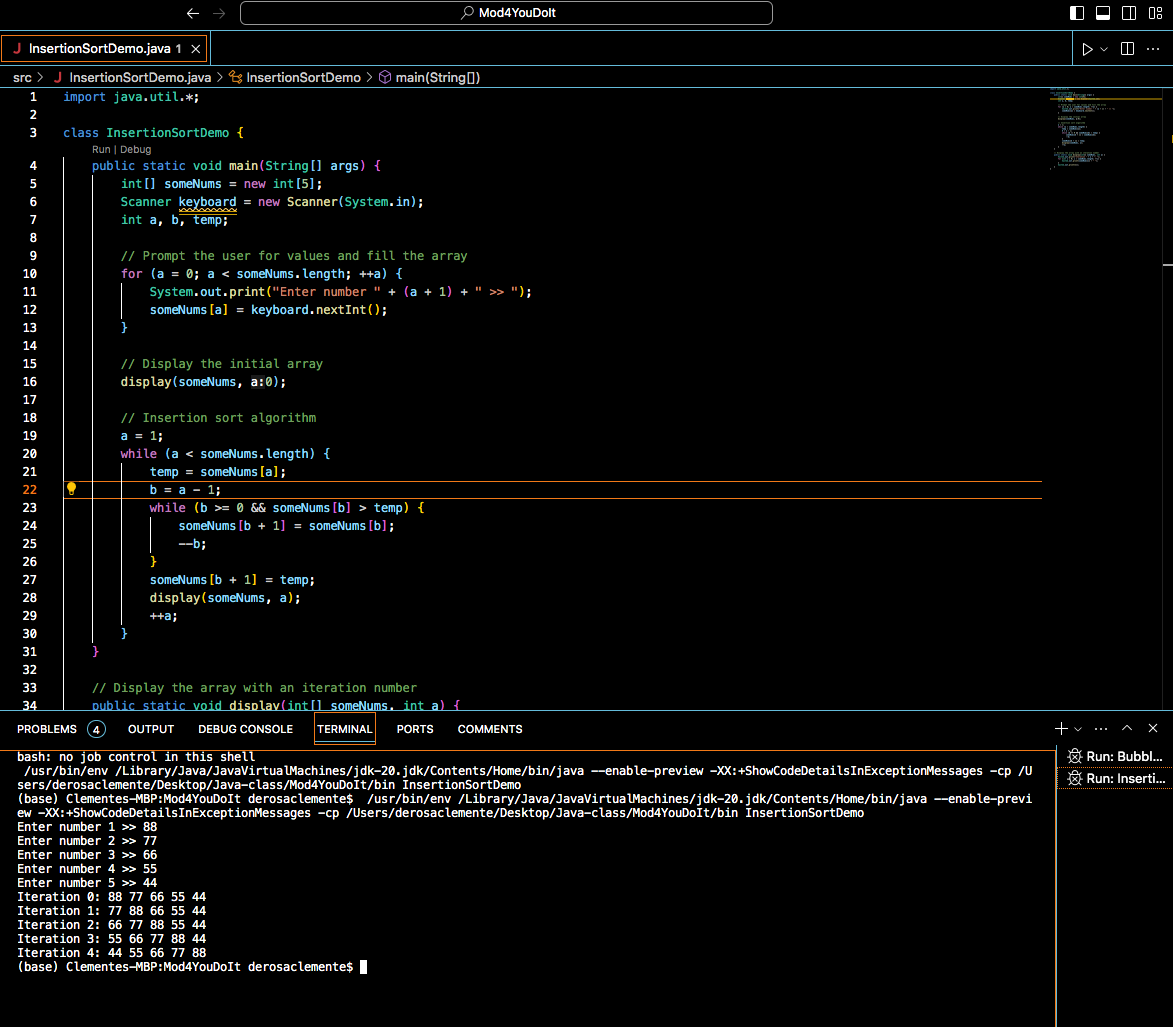 Mod4YouDoIt
InsertionSortDemo.java 1
src > InsertionSortDemo.java > InsertionSortDemo > main(String[])
1 import java.util.*;
2
3 class InsertionSortDemo {
Run | Debug
4 public static void main(String[] args) {
5 int[] someNums = new int[5];
6 Scanner keyboard = new Scanner(System.in);
7 int a, b, temp;
8
9 // Prompt the user for values and fill the array
10 for (a = 0; a < someNums.length; ++a) {
11 System.out.print("Enter number " + (a + 1) + " >> ");
12 someNums[a] = keyboard.nextInt();
13 }
14
15 // Display the initial array
16 display(someNums, a:0);
17
18 // Insertion sort algorithm
19 a = 1;
20 while (a < someNums.length) {
21 temp = someNums[a];
22 b = a - 1;
23 while (b >= 0 && someNums[b] > temp) {
24 someNums[b + 1] = someNums[b];
25 --b;
26 }
27 someNums[b + 1] = temp;
28 display(someNums, a);
29 ++a;
30 }
31 }
32
33 // Display the array with an iteration number
34 public static void display(int[] someNums, int a) {
PROBLEMS 4 OUTPUT DEBUG CONSOLE TERMINAL PORTS COMMENTS
bash: no job control in this shell
/usr/bin/env /Library/Java/JavaVirtualMachines/jdk-20.jdk/Contents/Home/bin/java --enable-preview -XX:+ShowCodeDetailsInExceptionMessages -cp /U
sers/derosaclemente/Desktop/Java-class/Mod4YouDoIt/bin InsertionSortDemo
(base) Clementes-MBP:Mod4YouDoIt derosaclemente$ /usr/bin/env /Library/Java/JavaVirtualMachines/jdk-20.jdk/Contents/Home/bin/java --enable-previ
ew -XX:+ShowCodeDetailsInExceptionMessages -cp /Users/derosaclemente/Desktop/Java-class/Mod4YouDoIt/bin InsertionSortDemo
Enter number 1 >> 88
Enter number 2 >> 77
Enter number 3 >> 66
Enter number 4 >> 55
Enter number 5 >> 44
Iteration 0: 88 77 66 55 44
Iteration 1: 77 88 66 55 44
Iteration 2: 66 77 88 55 44
Iteration 3: 55 66 77 88 44
Iteration 4: 44 55 66 77 88
(base) Clementes-MBP:Mod4YouDoIt derosaclemente$
Run: Bubbl...
Run: Inserti...